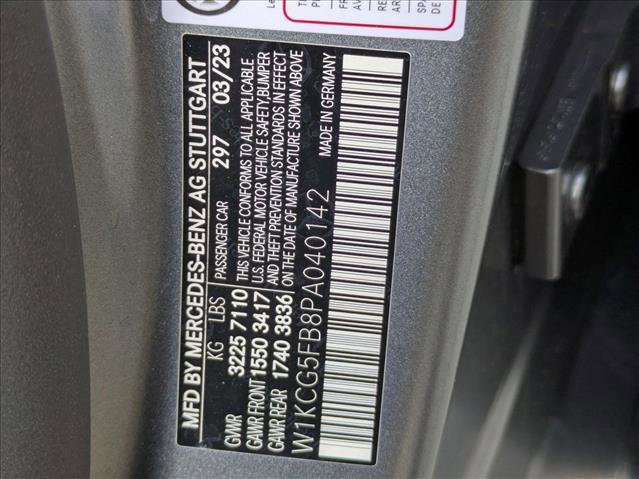 MFD BY MERCEDES-BENZ AG STUTTGART
KG LBS PASSENGER CAR 297 03/23
GVWR 3225 7110 THIS VEHICLE CONFORMS TO ALL APPLICABLE
GAWR FRONT 1550 3417 U.S. FEDERAL MOTOR VEHICLE SAFETY,BUMPER
GAWR REAR 1740 3836 AND THEFT PREVENTION STANDARDS IN EFFECT
ON THE DATE OF MANUFACTURE SHOWN ABOVE
W1KCG5FB8PA040142 MADE IN GERMANY